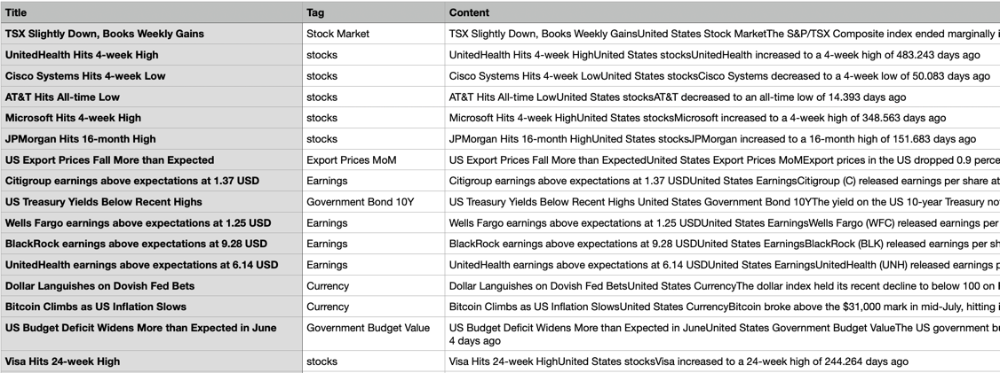 Title Tag Content
TSX Slightly Down, Books Weekly Gains Stock Market TSX Slightly Down, Books Weekly GainsUnited States Stock MarketThe S&P/TSX Composite index ended marginally
UnitedHealth Hits 4-week High stocks UnitedHealth Hits 4-week HighUnited States stocksUnitedHealth increased to a 4-week high of 483.243 days ago
Cisco Systems Hits 4-week Low stocks Cisco Systems Hits 4-week LowUnited States stocksCisco Systems decreased to a 4-week low of 50.083 days ago
AT&T Hits All-time Low stocks AT&T Hits All-time LowUnited States stocksAT&T decreased to an all-time low of 14.393 days ago
Microsoft Hits 4-week High stocks Microsoft Hits 4-week HighUnited States stocksMicrosoft increased to a 4-week high of 348.563 days ago
JPMorgan Hits 16-month High stocks JPMorgan Hits 16-month HighUnited States stocksJPMorgan increased to a 16-month high of 151.683 days ago
US Export Prices Fall More than Expected Export Prices MoM US Export Prices Fall More than ExpectedUnited States Export Prices MoMExport prices in the US dropped 0.9 perce
Citigroup earnings above expectations at 1.37 USD Earnings Citigroup earnings above expectations at 1.37 USDUnited States EarningsCitigroup (C) released earnings per share at
US Treasury Yields Below Recent Highs Government Bond 10Y US Treasury Yields Below Recent Highs United States Government Bond 10YThe yield on the US 10-year Treasury no
Wells Fargo earnings above expectations at 1.25 USD Earnings Wells Fargo earnings above expectations at 1.25 USDUnited States EarningsWells Fargo (WFC) released earnings per
BlackRock earnings above expectations at 9.28 USD Earnings BlackRock earnings above expectations at 9.28 USDUnited States EarningsBlackRock (BLK) released earnings per sh
UnitedHealth earnings above expectations at 6.14 USD Earnings UnitedHealth earnings above expectations at 6.14 USDUnited States EarningsUnitedHealth (UNH) released earnings
Dollar Languishes on Dovish Fed Bets Currency Dollar Languishes on Dovish Fed BetsUnited States CurrencyThe dollar index held its recent decline to below 100 on
Bitcoin Climbs as US Inflation Slows Currency Bitcoin Climbs as US Inflation SlowsUnited States CurrencyBitcoin broke above the $31,000 mark in mid-July, hitting
US Budget Deficit Widens More than Expected in June Government Budget Value US Budget Deficit Widens More than Expected in JuneUnited States Government Budget ValueThe US government
4 days ago
Visa Hits 24-week High stocks Visa Hits 24-week HighUnited States stocksVisa increased to a 24-week high of 244.264 days ago